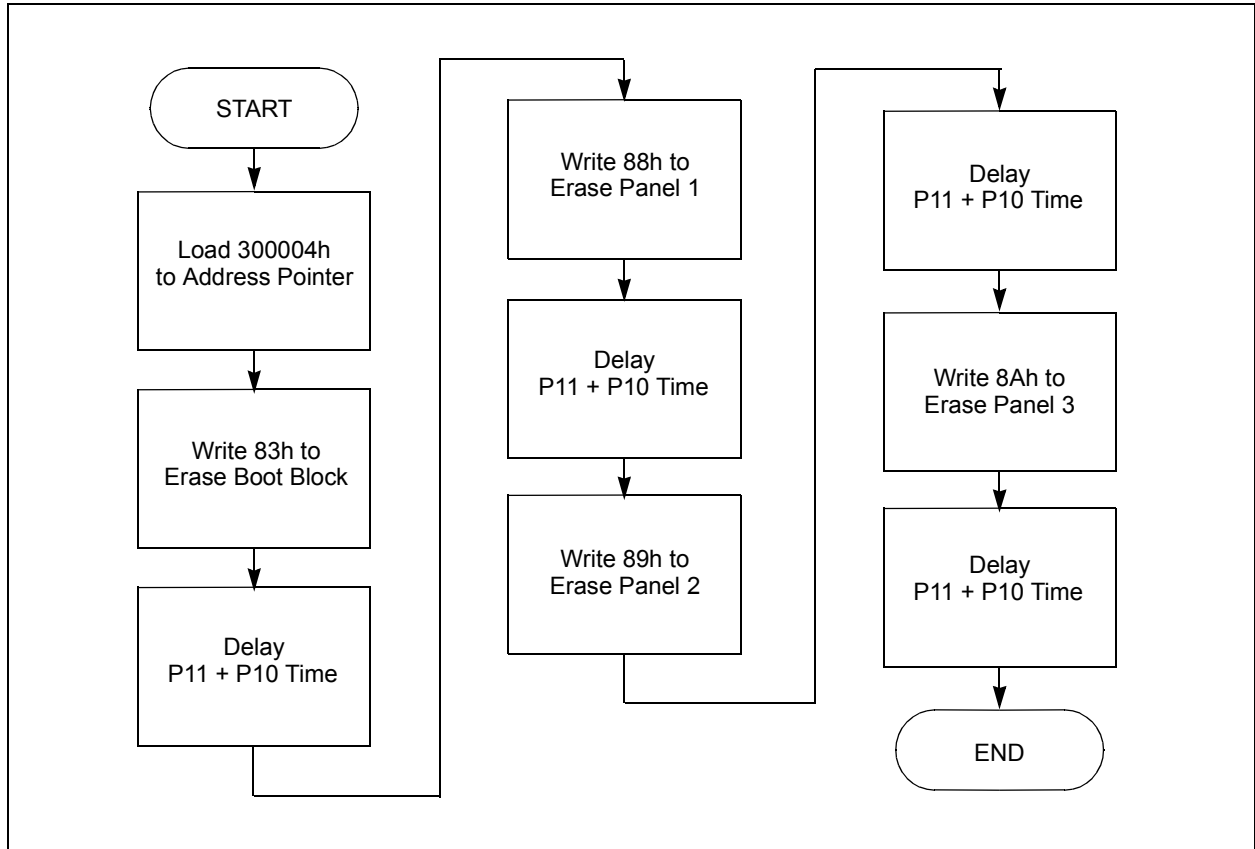 START
Load 300004h
to Address Pointer
Write 83h to
Erase Boot Block
Delay
P11 + P10 Time
Write 88h to
Erase Panel 1
Delay
P11 + P10 Time
Write 89h to
Erase Panel 2
Delay
P11 + P10 Time
Write 8Ah to
Erase Panel 3
Delay
P11 + P10 Time
END